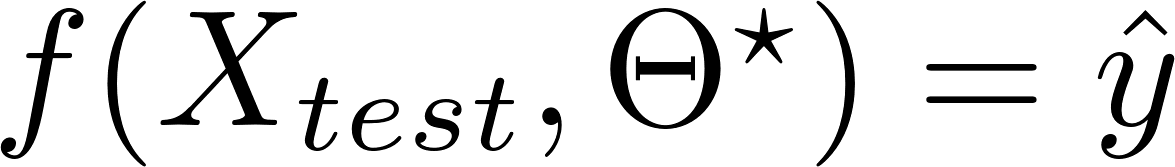 f(X_{test}, Θ^⋆) = ŷ